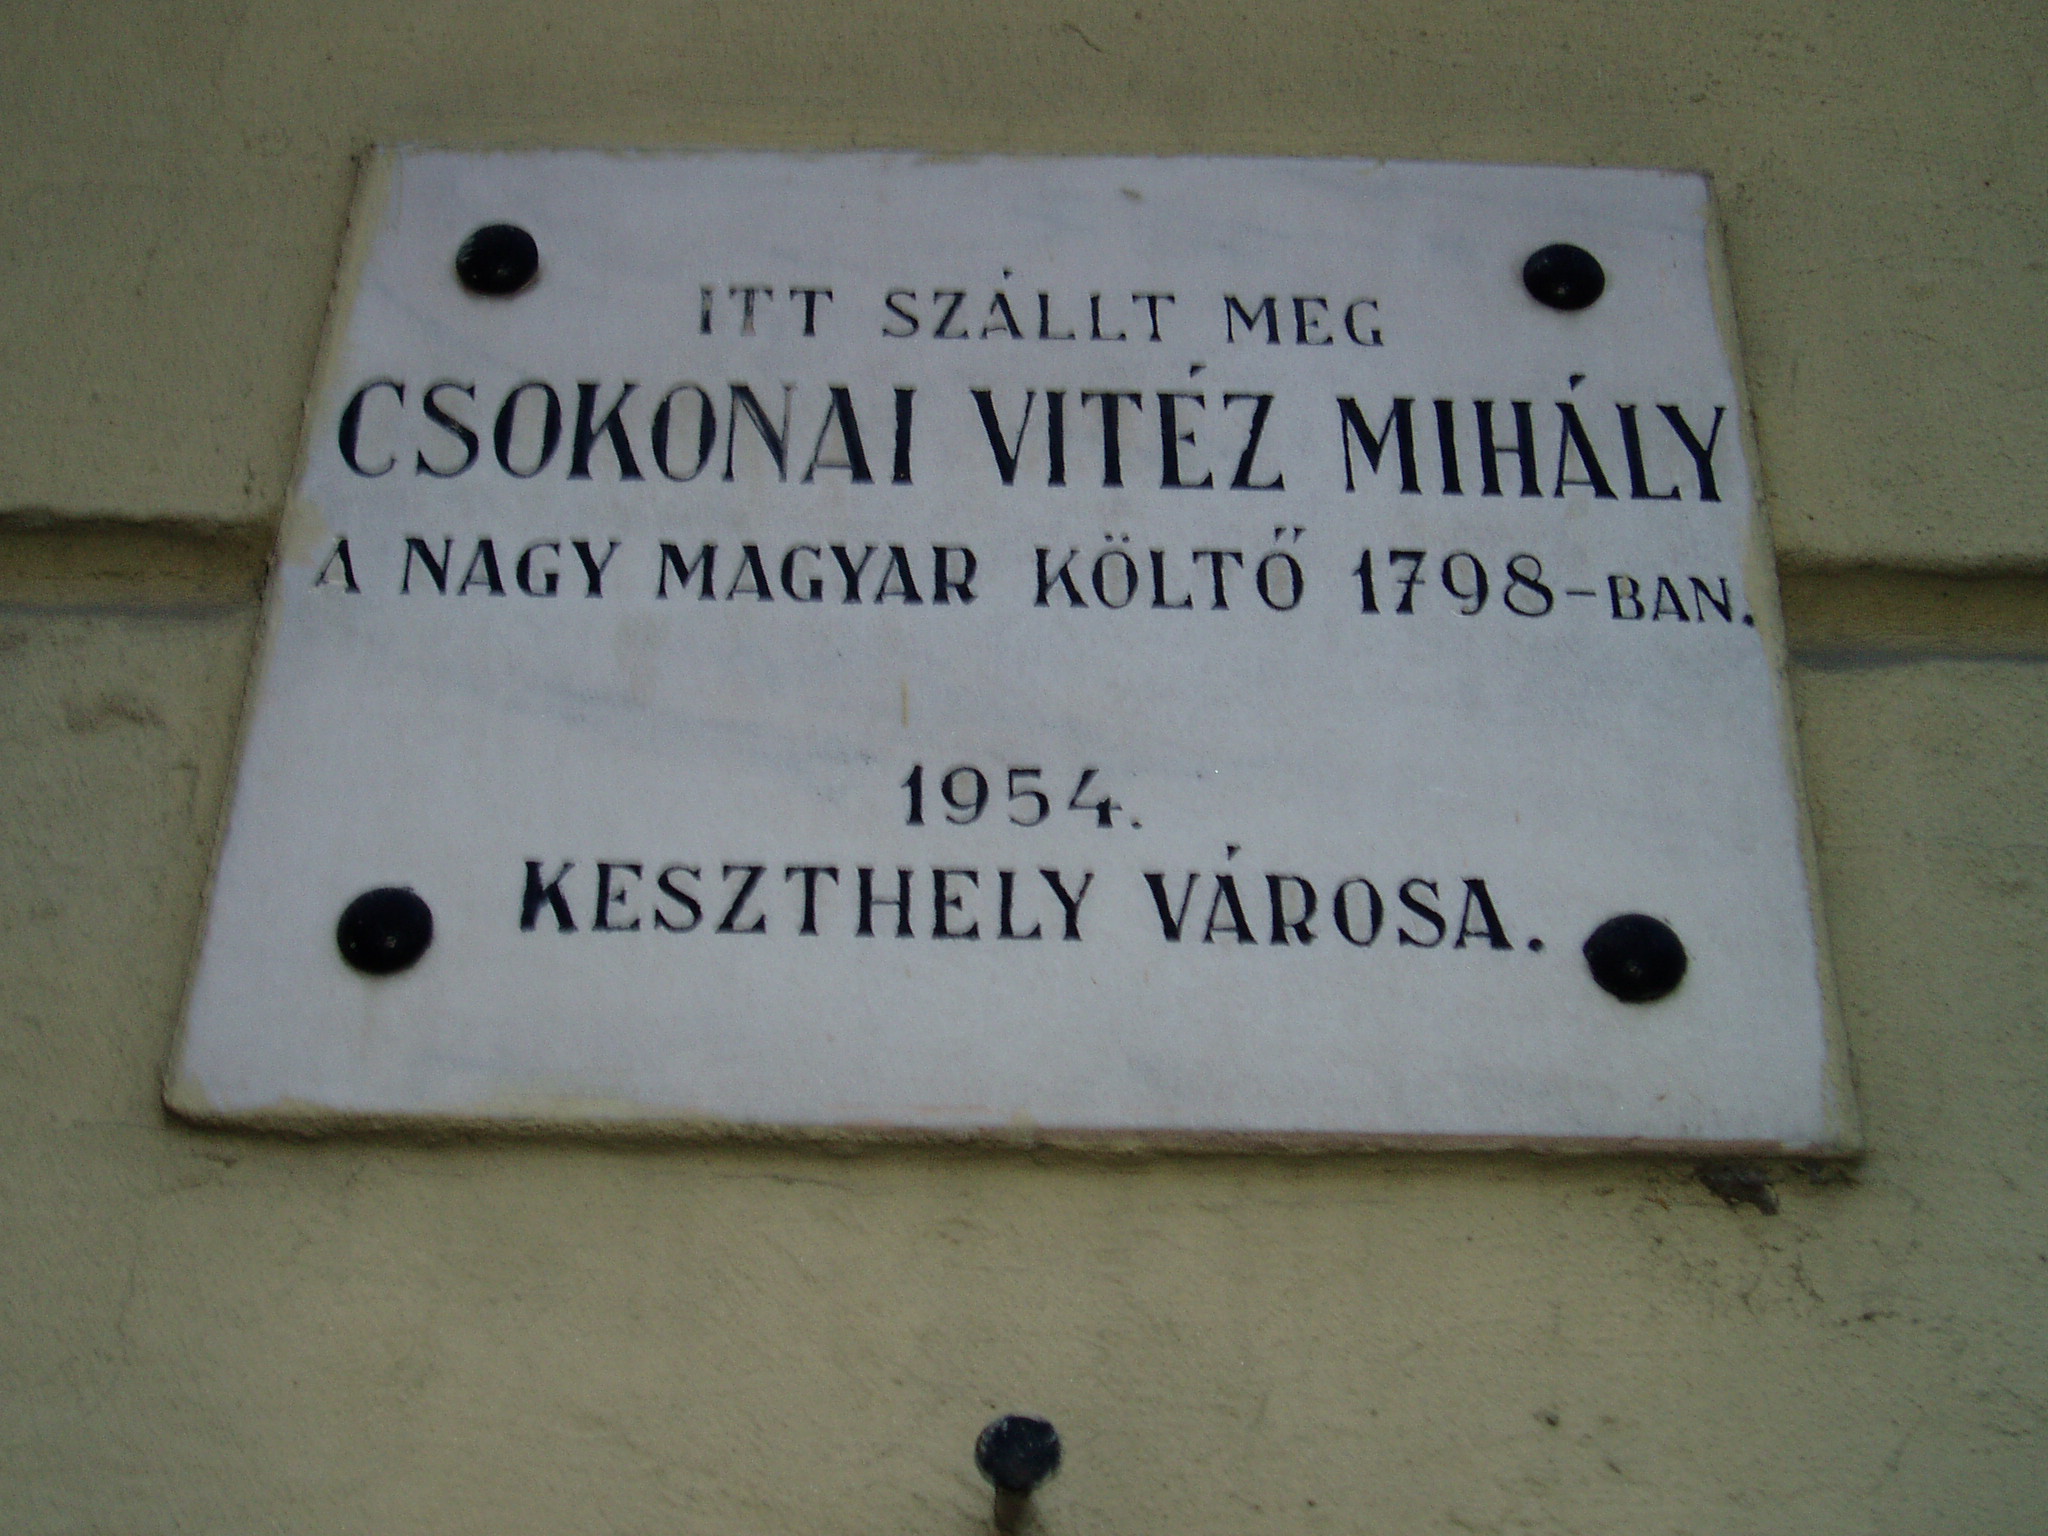 ITT SZÁLLT MEG
CSOKONAI VITÉZ MIHÁLY
A NAGY MAGYAR KÖLTŐ 1798-BAN.
1954.
KESZTHELY VÁROSA.